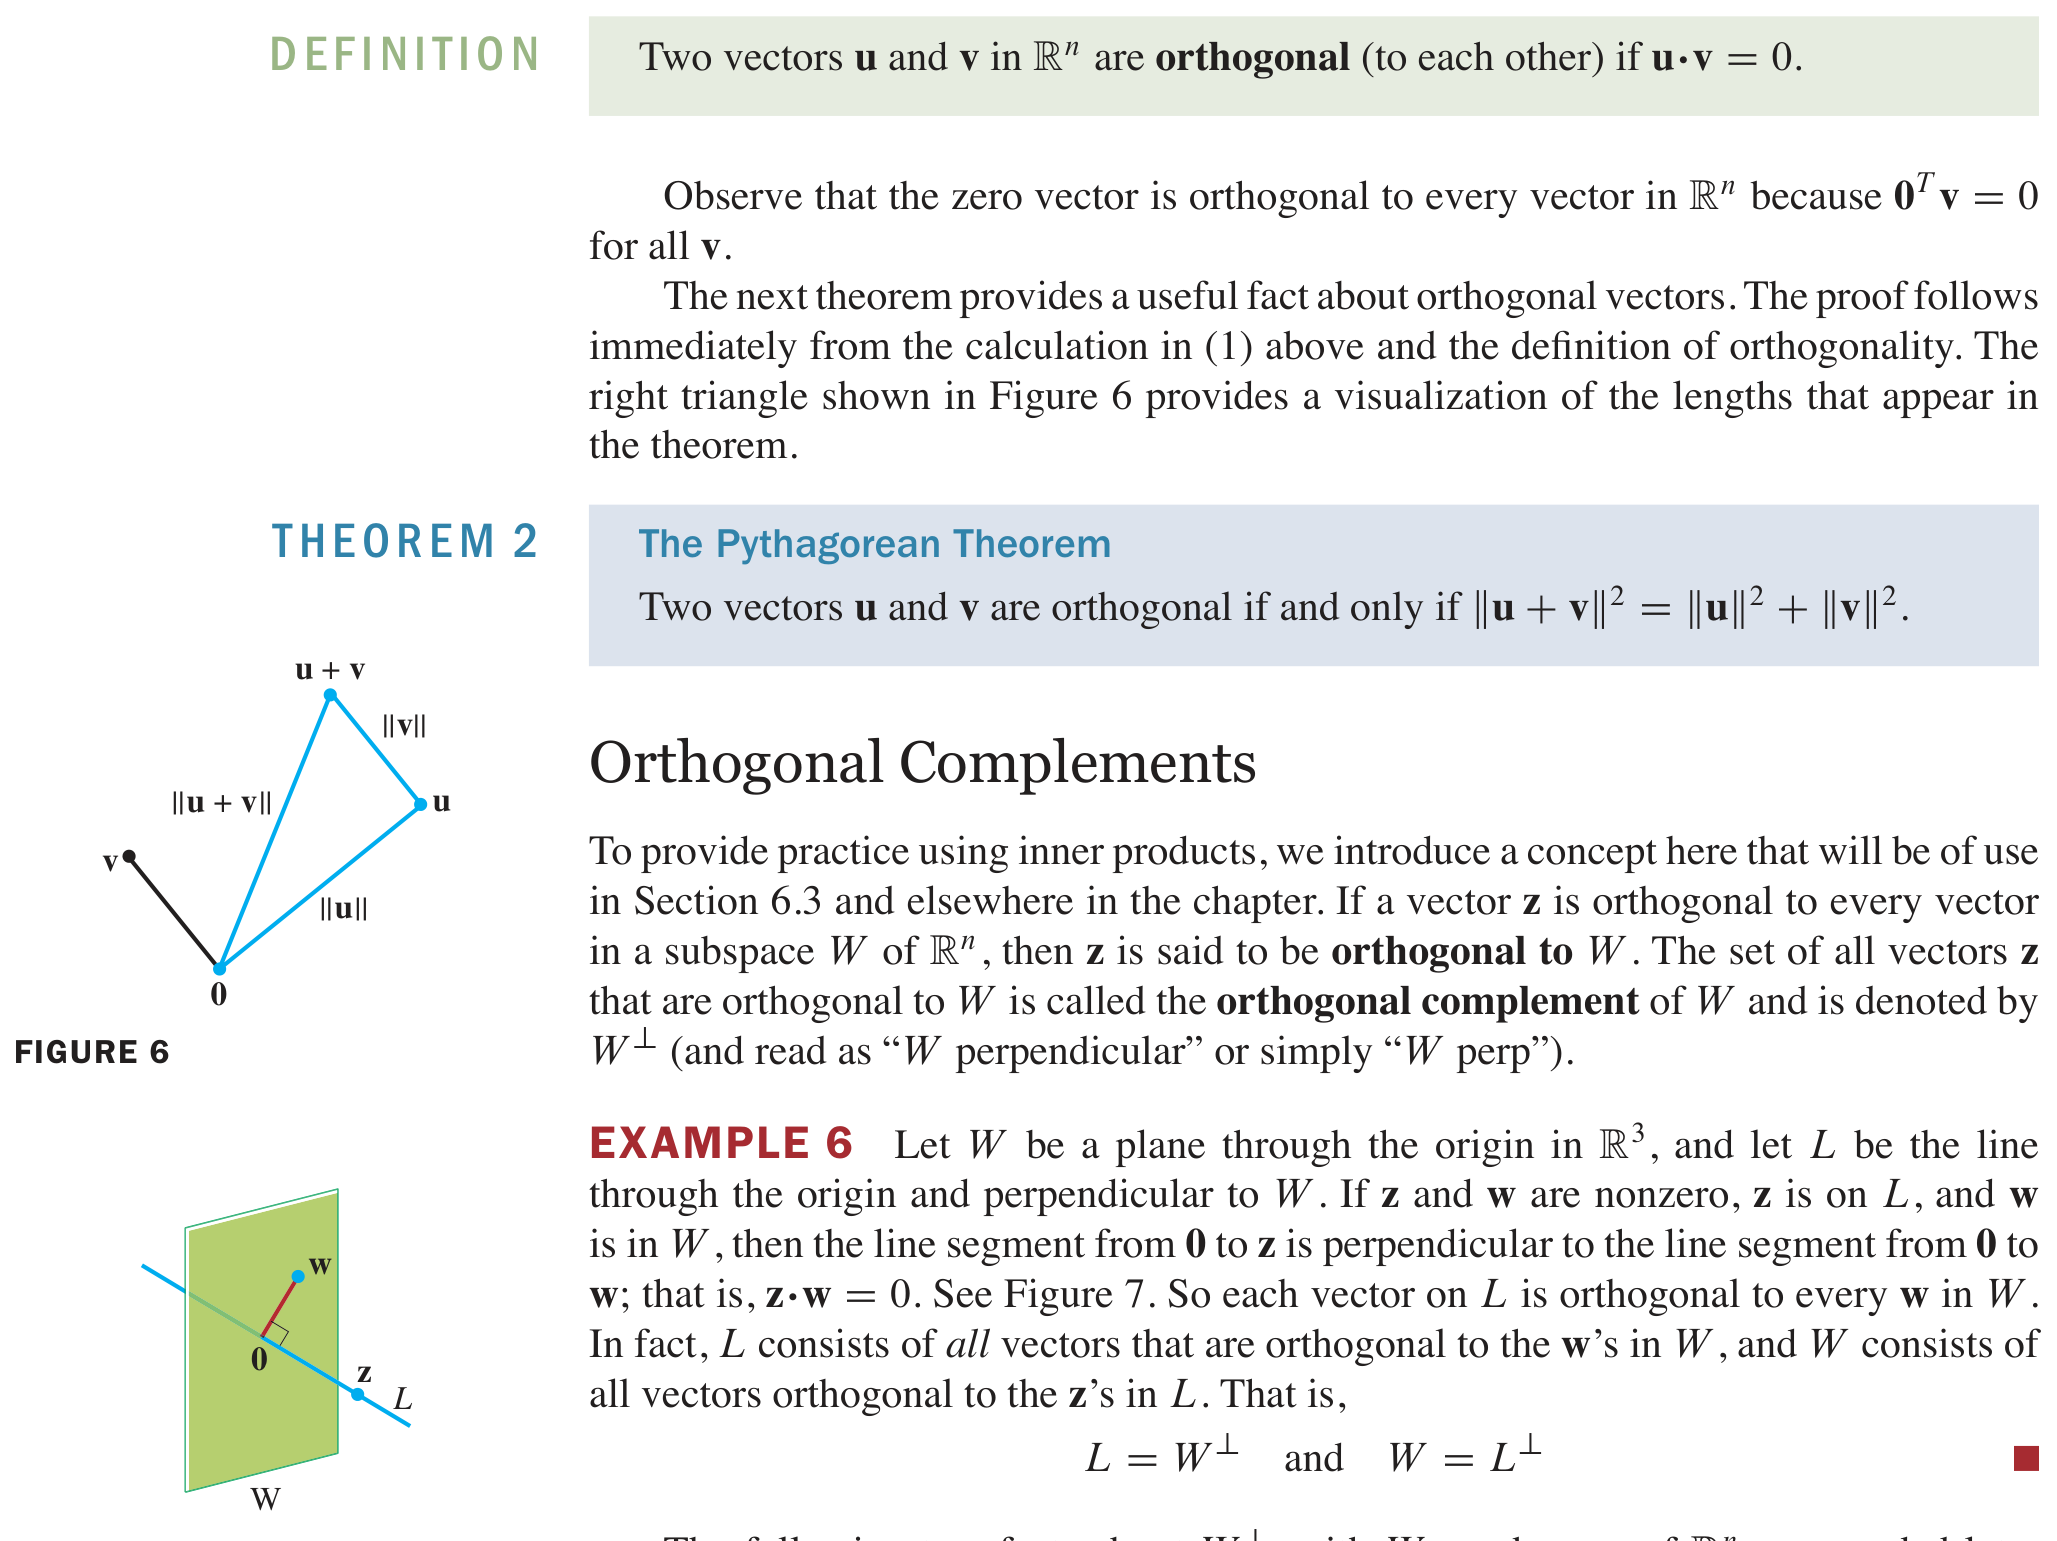 DEFINITION
Two vectors u and v in ℝⁿ are orthogonal (to each other) if u·v = 0.
Observe that the zero vector is orthogonal to every vector in ℝⁿ because 0ᵀv = 0
for all v.
The next theorem provides a useful fact about orthogonal vectors. The proof follows
immediately from the calculation in (1) above and the definition of orthogonality. The
right triangle shown in Figure 6 provides a visualization of the lengths that appear in
the theorem.
THEOREM 2
The Pythagorean Theorem
Two vectors u and v are orthogonal if and only if ‖u + v‖² = ‖u‖² + ‖v‖².
u + v
‖v‖
‖u + v‖
u
v
‖u‖
0
FIGURE 6
Orthogonal Complements
To provide practice using inner products, we introduce a concept here that will be of use
in Section 6.3 and elsewhere in the chapter. If a vector z is orthogonal to every vector
in a subspace W of ℝⁿ, then z is said to be orthogonal to W. The set of all vectors z
that are orthogonal to W is called the orthogonal complement of W and is denoted by
W⊥ (and read as “W perpendicular” or simply “W perp”).
EXAMPLE 6 Let W be a plane through the origin in ℝ³, and let L be the line
through the origin and perpendicular to W. If z and w are nonzero, z is on L, and w
is in W, then the line segment from 0 to z is perpendicular to the line segment from 0 to
w; that is, z·w = 0. See Figure 7. So each vector on L is orthogonal to every w in W.
In fact, L consists of all vectors that are orthogonal to the w’s in W, and W consists of
all vectors orthogonal to the z’s in L. That is,
L = W⊥ and W = L⊥
w
0
z
L
W